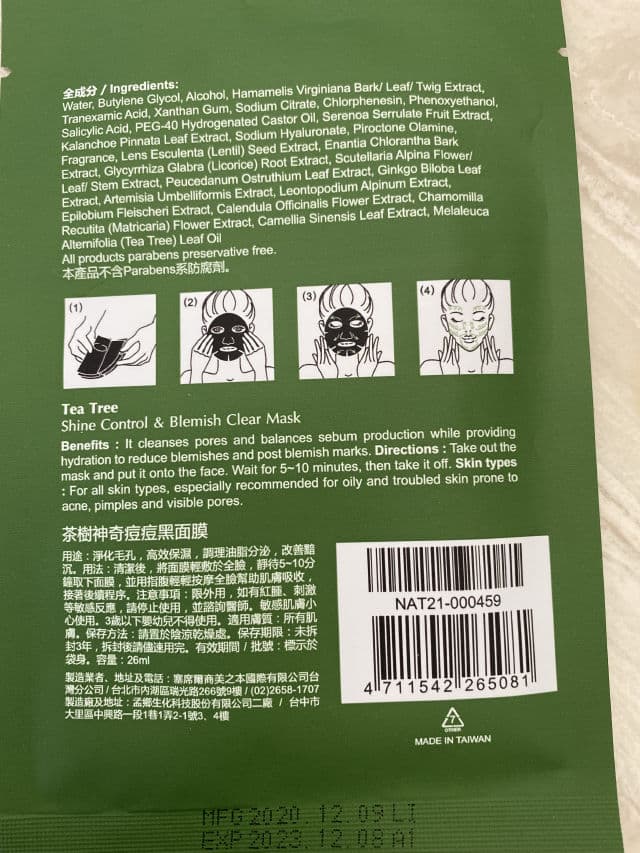 全成分 / Ingredients:
Water, Butylene Glycol, Alcohol, Hamamelis Virginiana Bark/ Leaf/ Twig Extract,
Tranexamic Acid, Xanthan Gum, Sodium Citrate, Chlorphenesin, Phenoxyethanol,
Salicylic Acid, PEG-40 Hydrogenated Castor Oil, Serenoa Serrulate Fruit Extract,
Kalanchoe Pinnata Leaf Extract, Sodium Hyaluronate, Piroctone Olamine,
Fragrance, Lens Esculenta (Lentil) Seed Extract, Enantia Chlorantha Bark
Extract, Glycyrrhiza Glabra (Licorice) Root Extract, Scutellaria Alpina Flower/
Leaf/ Stem Extract, Peucedanum Ostruthium Leaf Extract, Ginkgo Biloba Leaf
Extract, Artemisia Umbelliformis Extract, Leontopodium Alpinum Extract,
Epilobium Fleischeri Extract, Calendula Officinalis Flower Extract, Chamomilla
Recutita (Matricaria) Flower Extract, Camellia Sinensis Leaf Extract, Melaleuca
Alternifolia (Tea Tree) Leaf Oil
All products parabens preservative free.
本產品不含Parabens系防腐劑。
(1)
(2)
(3)
(4)
Tea Tree
Shine Control & Blemish Clear Mask
Benefits : It cleanses pores and balances sebum production while providing
hydration to reduce blemishes and post blemish marks. Directions : Take out the
mask and put it onto the face. Wait for 5~10 minutes, then take it off. Skin types
: For all skin types, especially recommended for oily and troubled skin prone to
acne, pimples and visible pores.
茶樹神奇痘痘黑面膜
用途：淨化毛孔，高效保濕，調理油脂分泌，改善黯
沉。用法：清潔後，將面膜輕敷於全臉，靜待5~10分
鐘取下面膜，並用指腹輕輕按摩全臉幫助肌膚吸收，
接著後續程序。注意事項：限外用，如有紅腫、刺激
等敏感反應，請停止使用，並諮詢醫師。敏感肌膚小
心使用。3歲以下嬰幼兒不得使用。適用膚質：所有肌
膚。保存方法：請置於陰涼乾燥處。保存期限：未拆
封3年，拆封後請儘速用完。有效期間 / 批號：標示於
袋身。容量：26ml
製造業者、地址及電話：塞席爾商美之本國際有限公司台
灣分公司 / 台北市內湖區瑞光路266號9樓 / (02)2658-1707
製造廠及地址：孟鄉生化科技股份有限公司二廠 / 台中市
大里區中興路一段1巷1弄2-1號3、4樓
NAT21-000459
4 711542 265081
7
OTHER
MADE IN TAIWAN
MFG 2020. 12. 09 LI
EXP 2023. 12. 08 A1